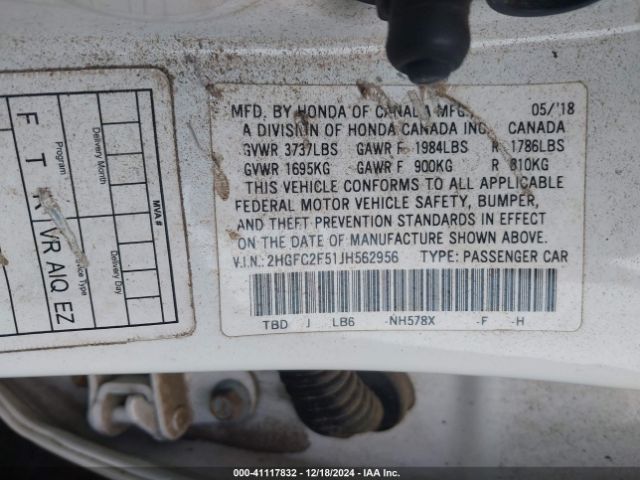 MFD. BY HONDA OF CANADA MFG., 05/'18
A DIVISION OF HONDA CANADA INC. CANADA
GVWR 3737LBS GAWR F 1984LBS R 1786LBS
GVWR 1695KG GAWR F 900KG R 810KG
THIS VEHICLE CONFORMS TO ALL APPLICABLE
FEDERAL MOTOR VEHICLE SAFETY, BUMPER,
AND THEFT PREVENTION STANDARDS IN EFFECT
ON THE DATE OF MANUFACTURE SHOWN ABOVE.
V.I.N.: 2HGFC2F51JH562956 TYPE: PASSENGER CAR
TBD J LB6 -NH578X -F -H
MVA #
Delivery Month
Delivery Day
Program
Type
F T R VR AIQ EZ
000-41117832 - 12/18/2024 - IAA Inc.